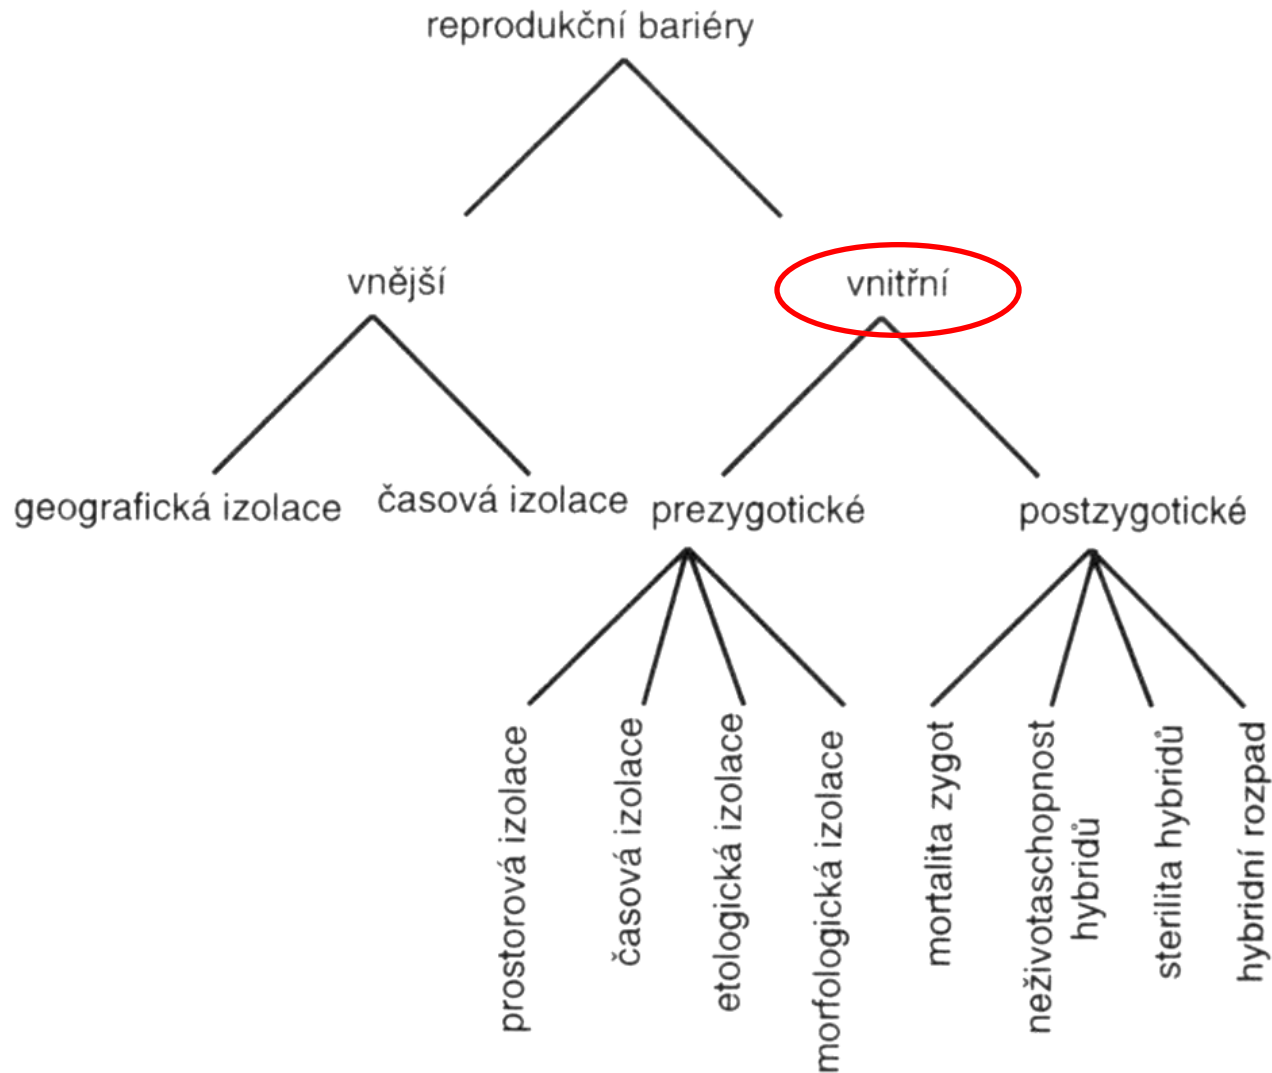 reprodukční bariéry
vnější
vnitřní
geografická izolace
časová izolace
prezygotické
postzygotické
prostorová izolace
časová izolace
etologická izolace
morfologická izolace
mortalita zygot
neživotaschopnost
hybridů
sterilita hybridů
hybridní rozpad